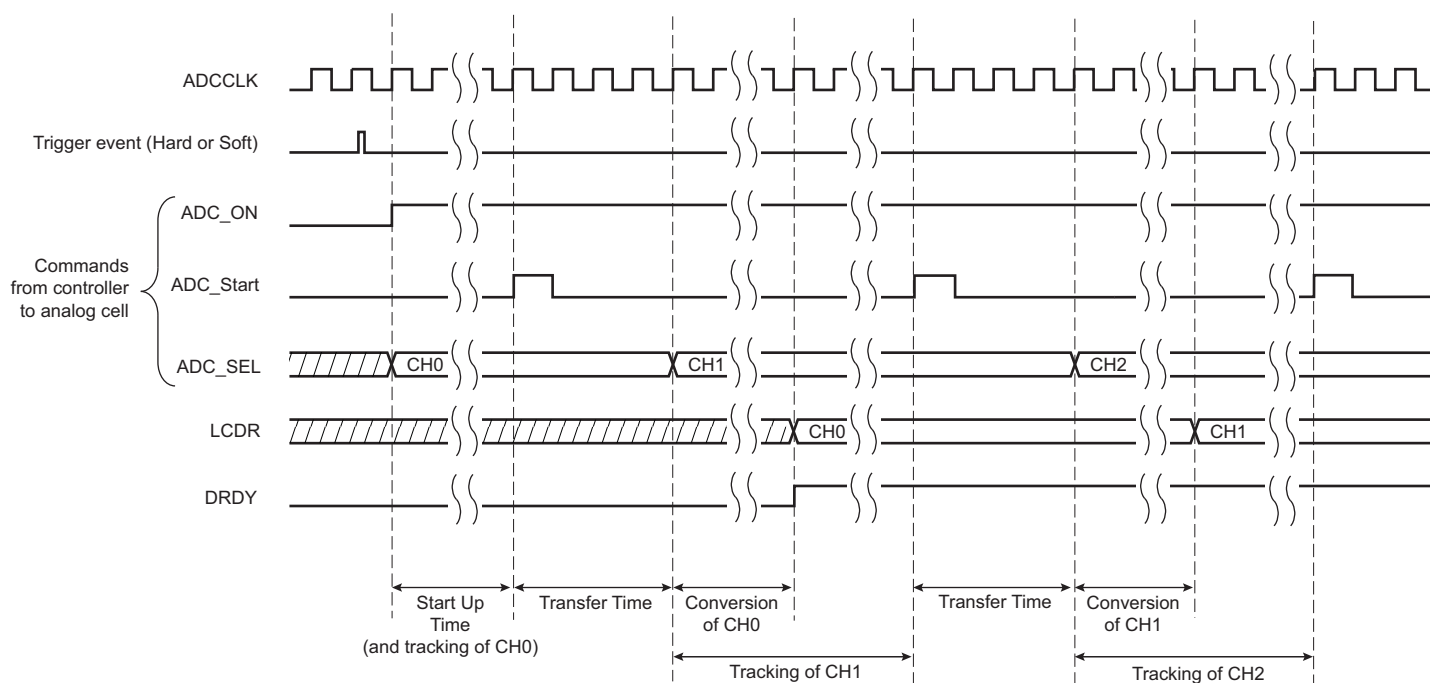 ADCCLK
Trigger event (Hard or Soft)
ADC_ON
Commands
from controller
to analog cell
ADC_Start
ADC_SEL
CH0
CH1
CH2
LCDR
CH0
CH1
DRDY
Start Up
Time
(and tracking of CH0)
Transfer Time
Conversion
of CH0
Transfer Time
Conversion
of CH1
Tracking of CH1
Tracking of CH2